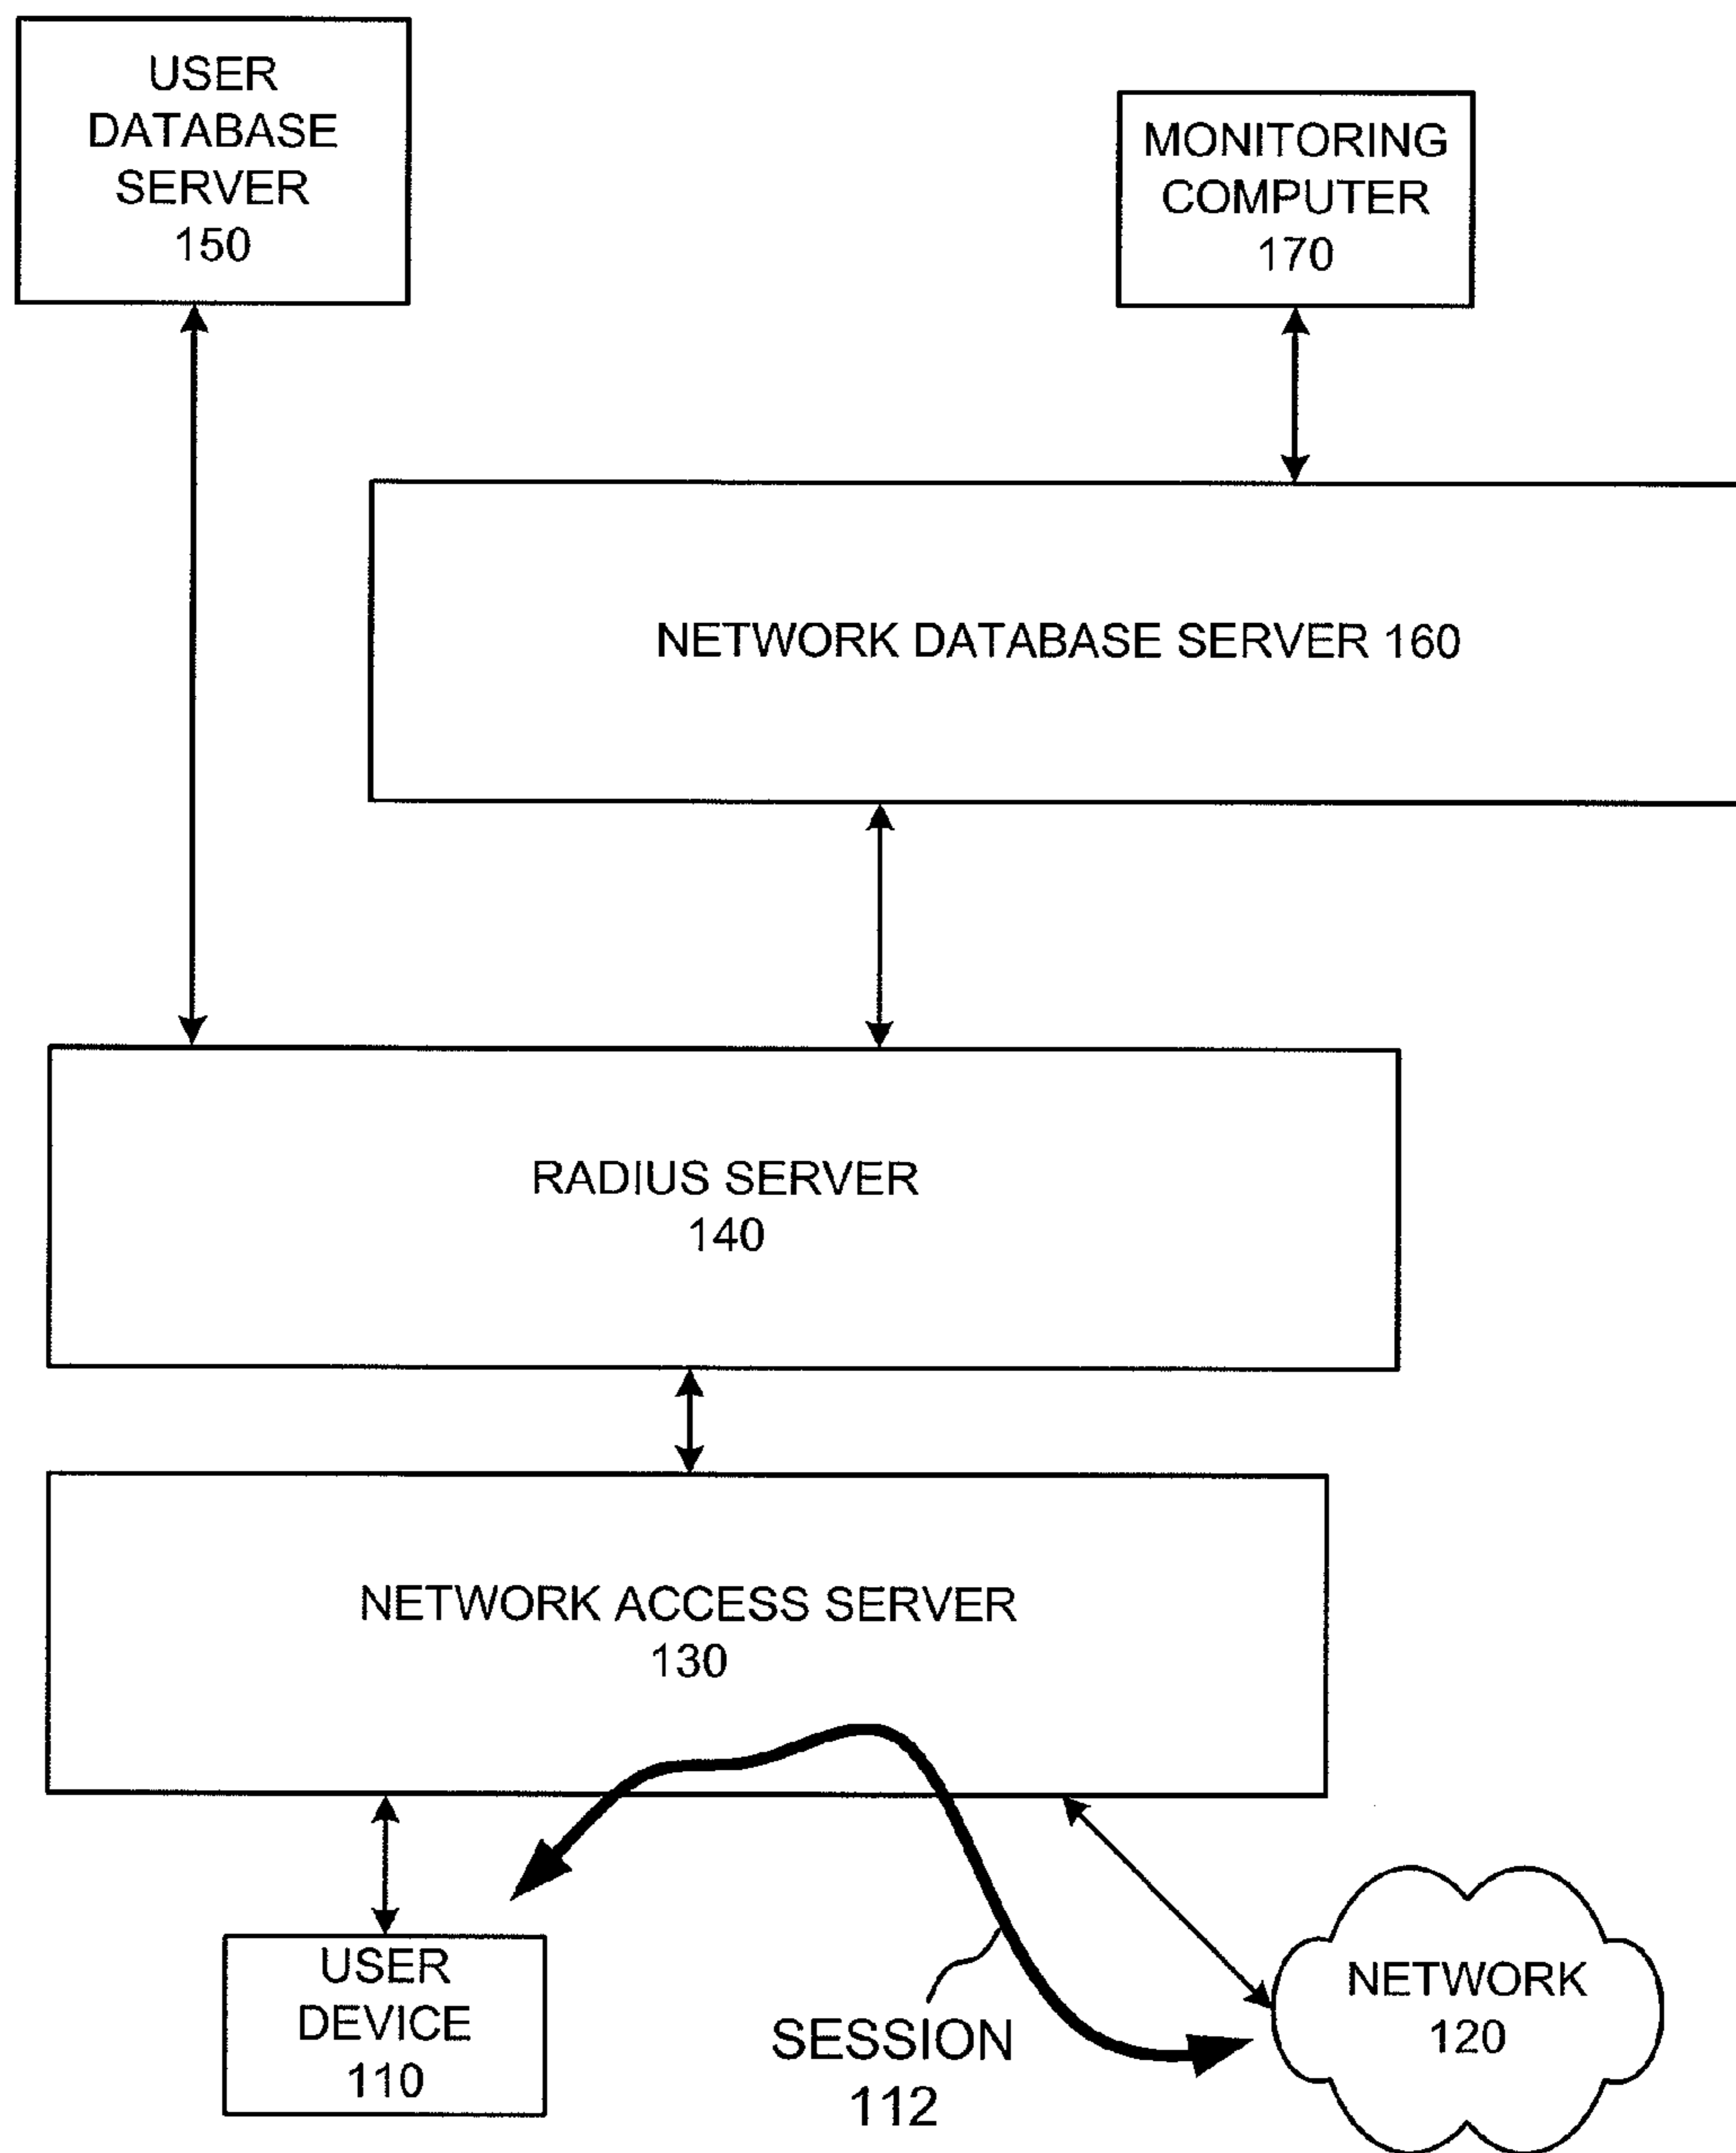 USER
DATABASE
SERVER
150
MONITORING
COMPUTER
170
NETWORK DATABASE SERVER 160
RADIUS SERVER
140
NETWORK ACCESS SERVER
130
USER
DEVICE
110
SESSION
112
NETWORK
120